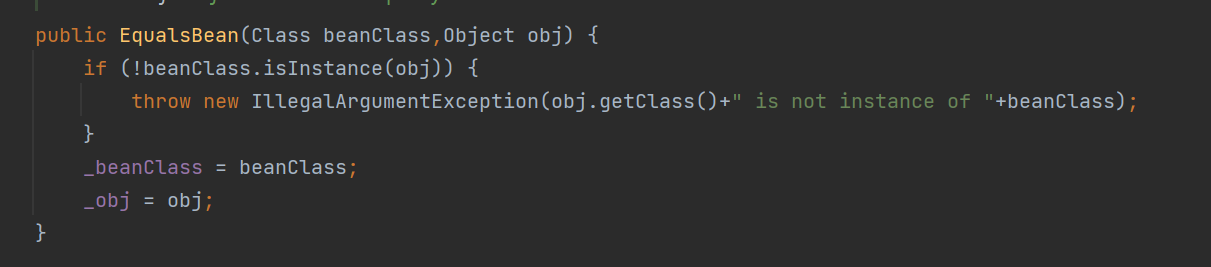 public EqualsBean(Class beanClass,Object obj) {
if (!beanClass.isInstance(obj)) {
throw new IllegalArgumentException(obj.getClass()+" is not instance of "+beanClass);
}
_beanClass = beanClass;
_obj = obj;
}